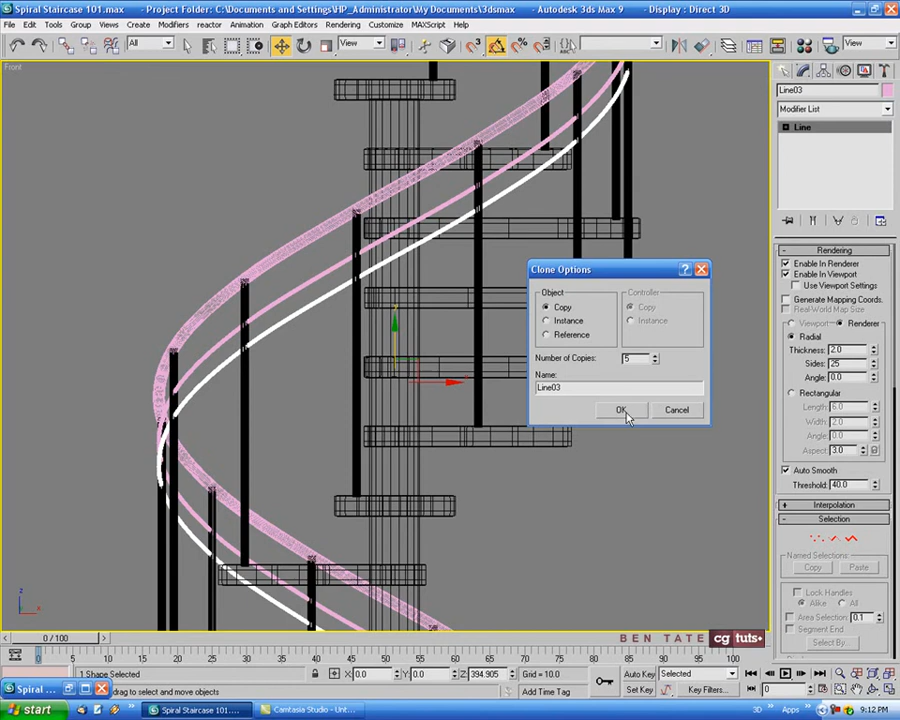 Spiral Staircase 101.max - Project Folder: C:\Documents and Settings\HP_Administrator\My Documents\3dsmax - Autodesk 3ds Max 9 - Display : Direct 3D
File Edit Tools Group Views Create Modifiers reactor Animation Graph Editors Rendering Customize MAXScript Help
All View View
Front
Line03
Modifier List
Line
Rendering
Enable In Renderer
Enable In Viewport
Use Viewport Settings
Generate Mapping Coords.
Real-World Map Size
Viewport Renderer
Radial
Thickness: 2.0
Sides: 25
Angle: 0.0
Rectangular
Length: 6.0
Width: 2.0
Angle: 0.0
Aspect: 3.0
Auto Smooth
Threshold: 40.0
Interpolation
Selection
Named Selections:
Copy Paste
Lock Handles
Alike All
Area Selection: 0.1
Segment End
Select By...
Clone Options
Object
Copy
Instance
Reference
Controller
Copy
Instance
Number of Copies: 5
Name:
Line03
OK Cancel
z
x
BEN TATE cgtuts+
0 / 100
0 5 10 15 20 25 30 35 40 45 50 55 60 65 70 75 80 85 90 95 100
1 Shape Selected X: 0.0 Y: 0.0 Z: 394.905 Grid = 10.0
Auto Key Selected
drag to select and move objects Add Time Tag
Set Key Key Filters... 0
Spiral ...
start Spiral Staircase 101.... Camtasia Studio - Unt... 3D Apps 9:12 PM